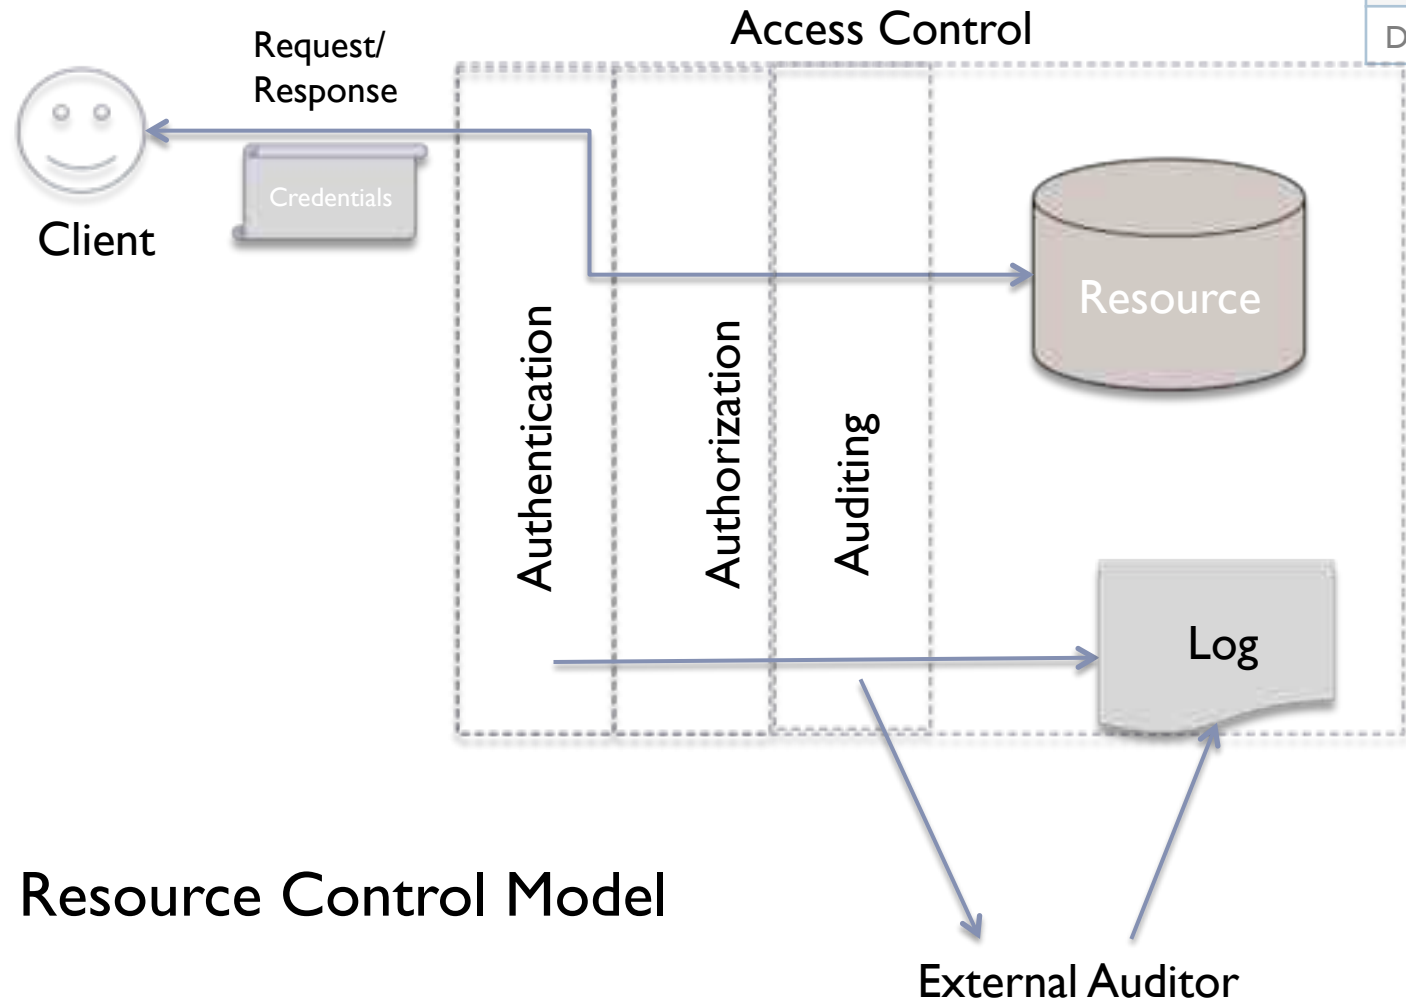 Access Control
D
Request/
Response
Credentials
Client
Resource
Authentication
Authorization
Auditing
Log
Resource Control Model
External Auditor